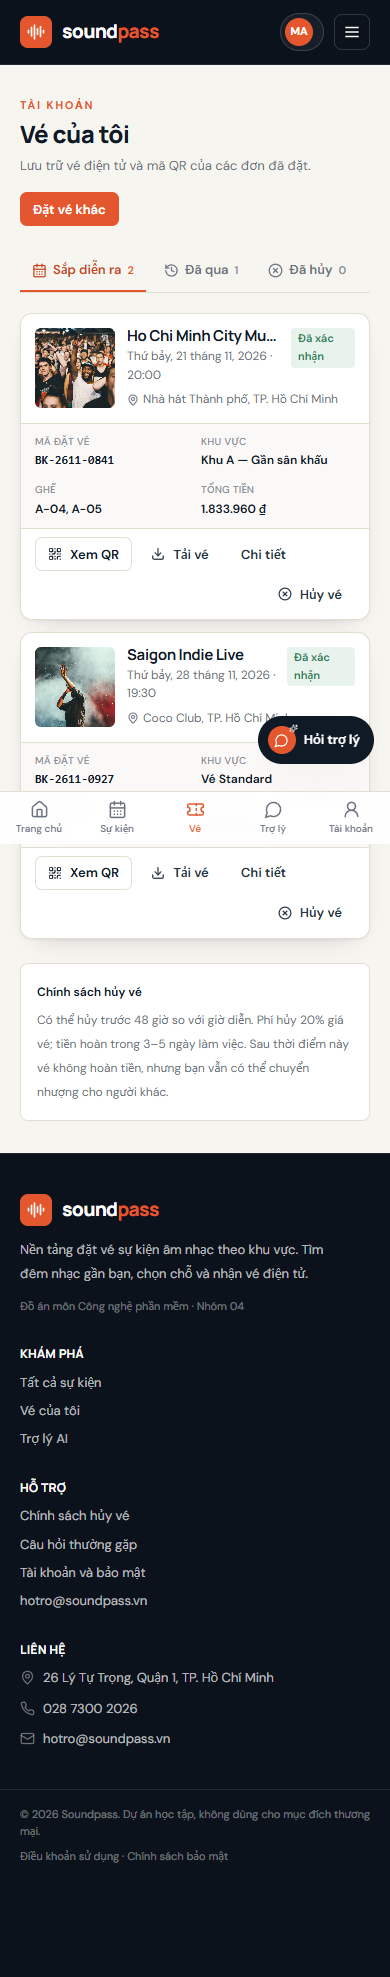 soundpass
MA
TÀI KHOẢN
Vé của tôi
Lưu trữ vé điện tử và mã QR của các đơn đã đặt.
Đặt vé khác
Sắp diễn ra 2
Đã qua 1
Đã hủy 0
Ho Chi Minh City Mu...
Đã xác
nhận
Thứ bảy, 21 tháng 11, 2026 ·
20:00
Nhà hát Thành phố, TP. Hồ Chí Minh
MÃ ĐẶT VÉ
KHU VỰC
BK-2611-0841
Khu A — Gần sân khấu
GHẾ
TỔNG TIỀN
A-04, A-05
1.833.960 ₫
Xem QR
Tải vé
Chi tiết
Hủy vé
Saigon Indie Live
Đã xác
nhận
Thứ bảy, 28 tháng 11, 2026 ·
19:30
Coco Club, TP. Hồ Chí
Hỏi trợ lý
MÃ ĐẶT VÉ
KHU VỰC
BK-2611-0927
Vé Standard
Trang chủ
Sự kiện
Vé
Trợ lý
Tài khoản
Xem QR
Tải vé
Chi tiết
Hủy vé
Chính sách hủy vé
Có thể hủy trước 48 giờ so với giờ diễn. Phí hủy 20% giá
vé; tiền hoàn trong 3–5 ngày làm việc. Sau thời điểm này
vé không hoàn tiền, nhưng bạn vẫn có thể chuyển
nhượng cho người khác.
soundpass
Nền tảng đặt vé sự kiện âm nhạc theo khu vực. Tìm
đêm nhạc gần bạn, chọn chỗ và nhận vé điện tử.
Đồ án môn Công nghệ phần mềm · Nhóm 04
KHÁM PHÁ
Tất cả sự kiện
Vé của tôi
Trợ lý AI
HỖ TRỢ
Chính sách hủy vé
Câu hỏi thường gặp
Tài khoản và bảo mật
hotro@soundpass.vn
LIÊN HỆ
26 Lý Tự Trọng, Quận 1, TP. Hồ Chí Minh
028 7300 2026
hotro@soundpass.vn
© 2026 Soundpass. Dự án học tập, không dùng cho mục đích thương
mại.
Điều khoản sử dụng · Chính sách bảo mật